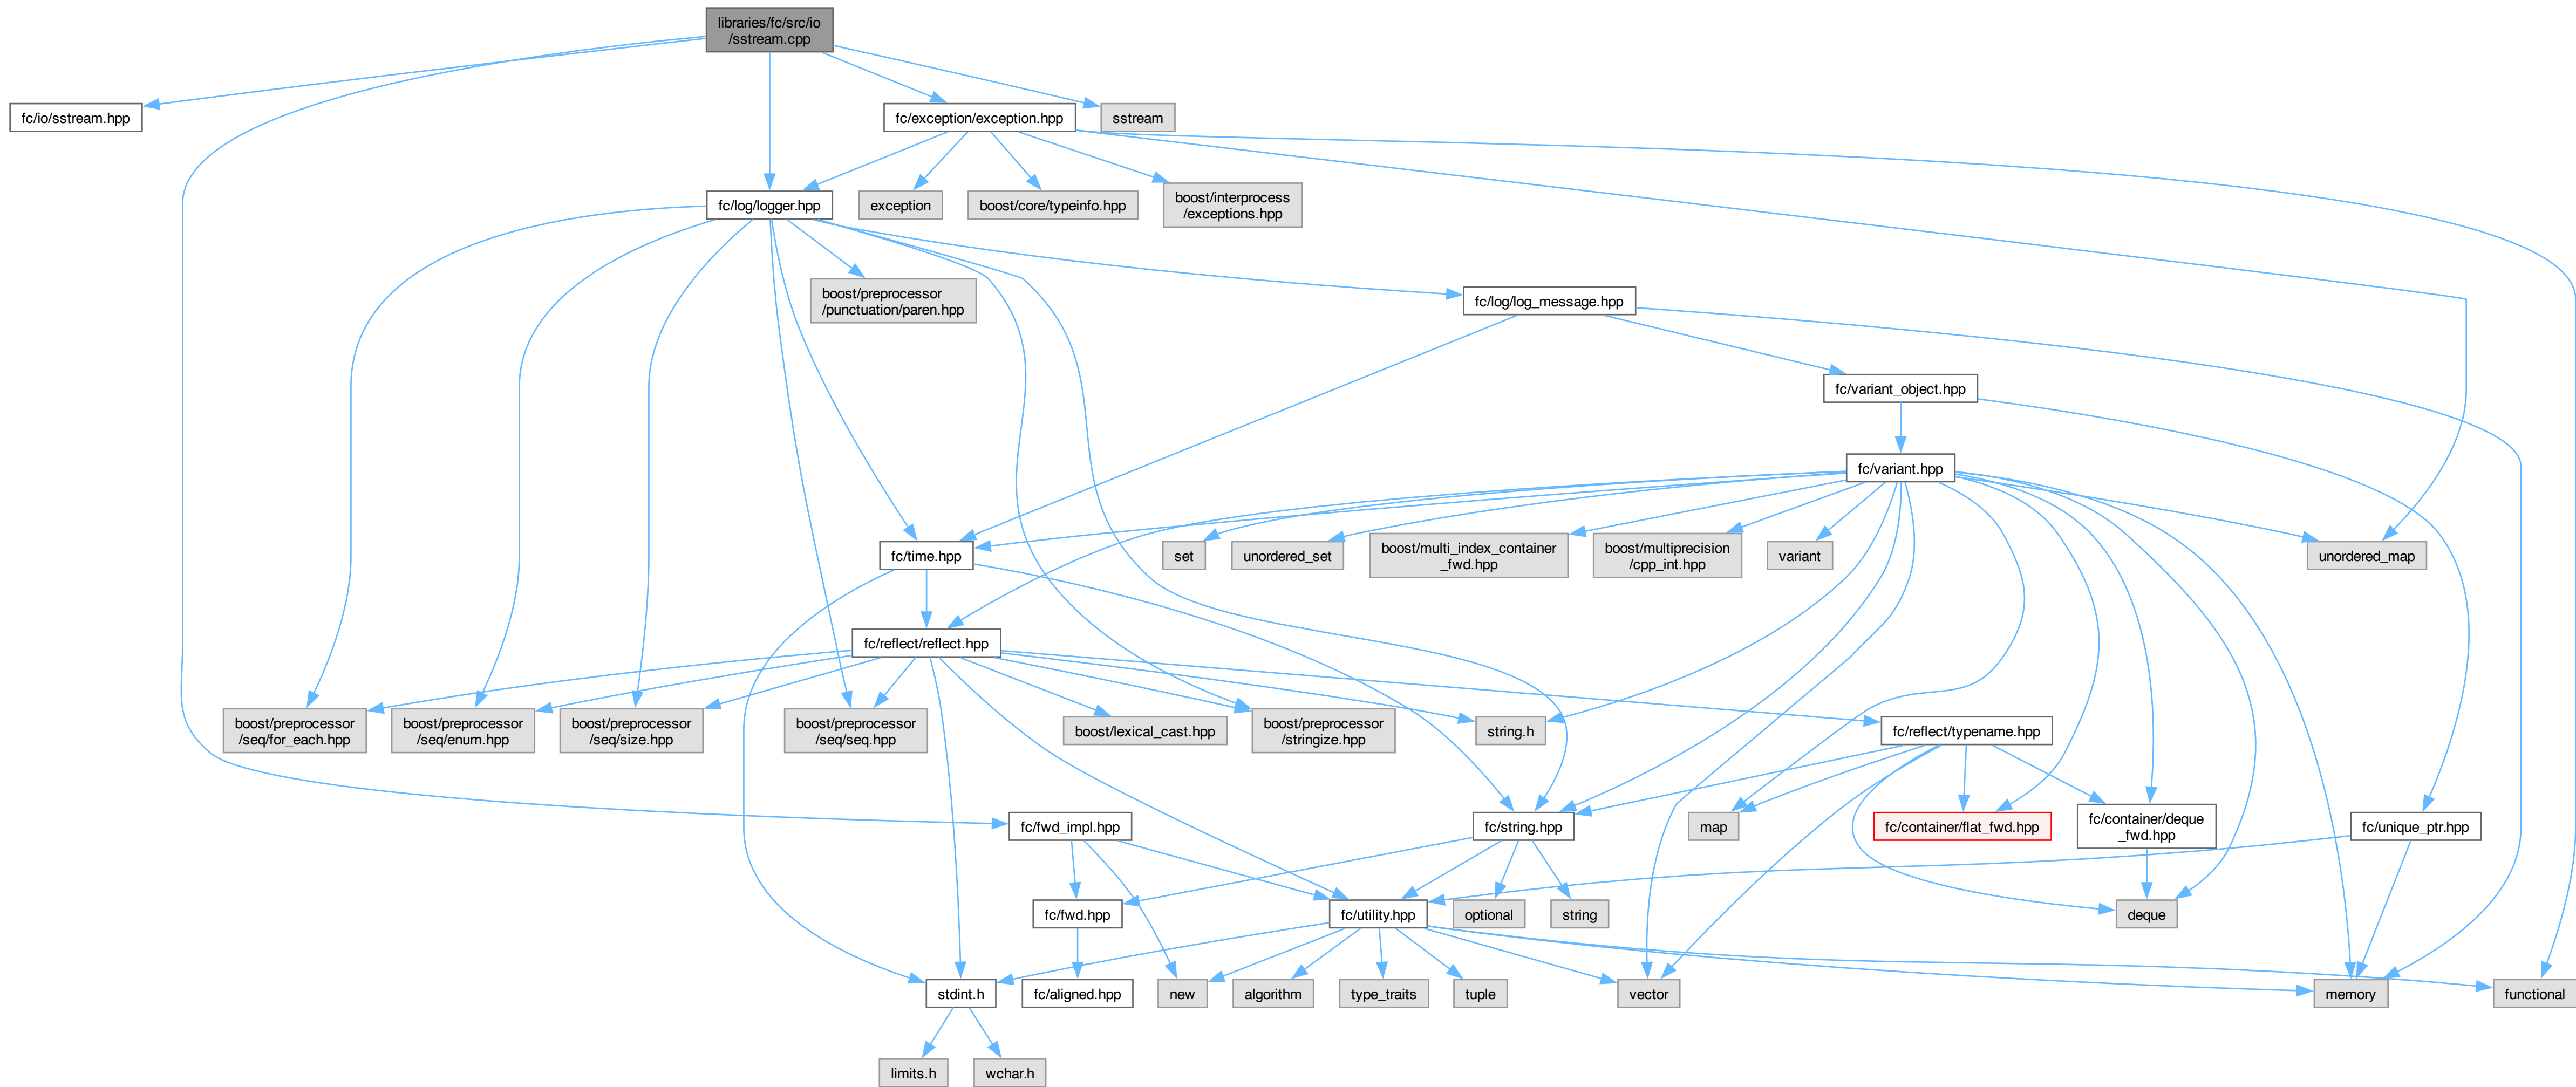 libraries/fc/src/io
/sstream.cpp
fc/io/sstream.hpp
fc/exception/exception.hpp
sstream
fc/log/logger.hpp
exception
boost/core/typeinfo.hpp
boost/interprocess
/exceptions.hpp
boost/preprocessor
/punctuation/paren.hpp
fc/log/log_message.hpp
fc/variant_object.hpp
fc/variant.hpp
fc/time.hpp
set
unordered_set
boost/multi_index_container
_fwd.hpp
boost/multiprecision
/cpp_int.hpp
variant
unordered_map
fc/reflect/reflect.hpp
boost/preprocessor
/seq/for_each.hpp
boost/preprocessor
/seq/enum.hpp
boost/preprocessor
/seq/size.hpp
boost/preprocessor
/seq/seq.hpp
boost/lexical_cast.hpp
boost/preprocessor
/stringize.hpp
string.h
fc/reflect/typename.hpp
fc/fwd_impl.hpp
fc/string.hpp
map
fc/container/flat_fwd.hpp
fc/container/deque
_fwd.hpp
fc/unique_ptr.hpp
fc/fwd.hpp
fc/utility.hpp
optional
string
deque
stdint.h
fc/aligned.hpp
new
algorithm
type_traits
tuple
vector
memory
functional
limits.h
wchar.h